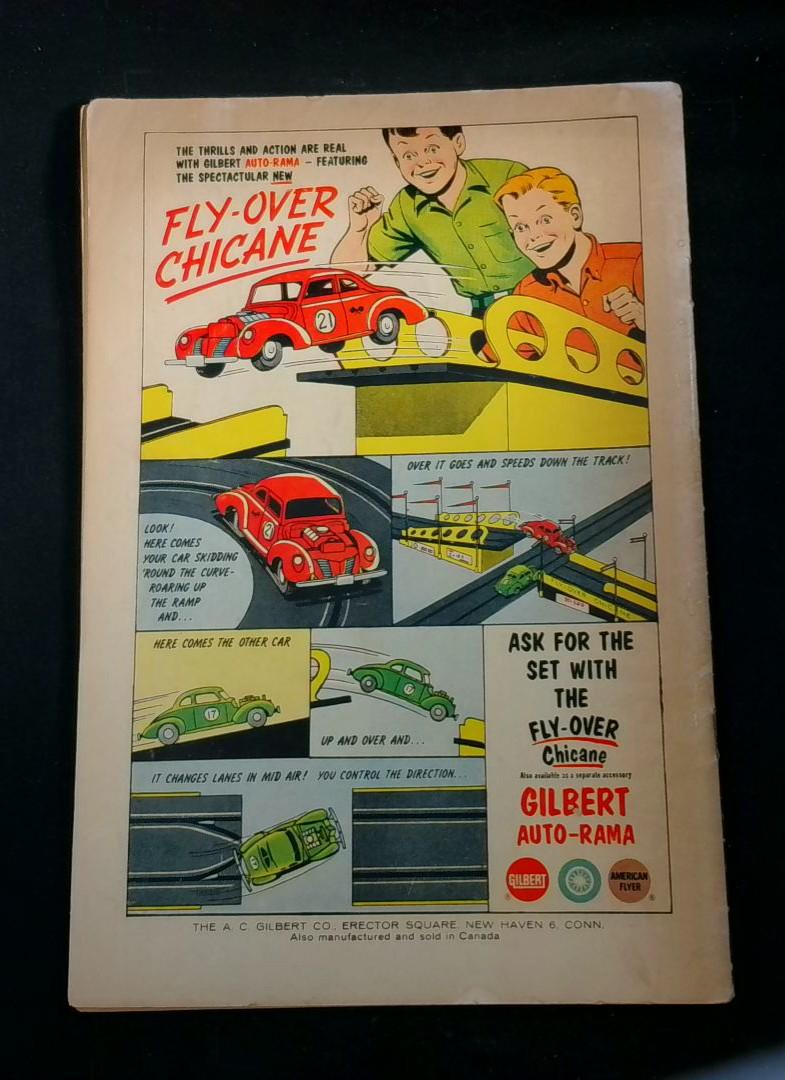 THE THRILLS AND ACTION ARE REAL
WITH GILBERT AUTO-RAMA – FEATURING
THE SPECTACULAR NEW
FLY-OVER
CHICANE
21
LOOK!
HERE COMES
YOUR CAR SKIDDING
'ROUND THE CURVE-
ROARING UP
THE RAMP
AND...
21
OVER IT GOES AND SPEEDS DOWN THE TRACK!
FLY-OVER CHICANE
HERE COMES THE OTHER CAR
17
17
UP AND OVER AND...
IT CHANGES LANES IN MID AIR! YOU CONTROL THE DIRECTION...
ASK FOR THE
SET WITH
THE
FLY-OVER
Chicane
Also available as a separate accessory
GILBERT
AUTO-RAMA
GILBERT
AMERICAN
FLYER
THE A. C. GILBERT CO., ERECTOR SQUARE, NEW HAVEN 6, CONN.
Also manufactured and sold in Canada